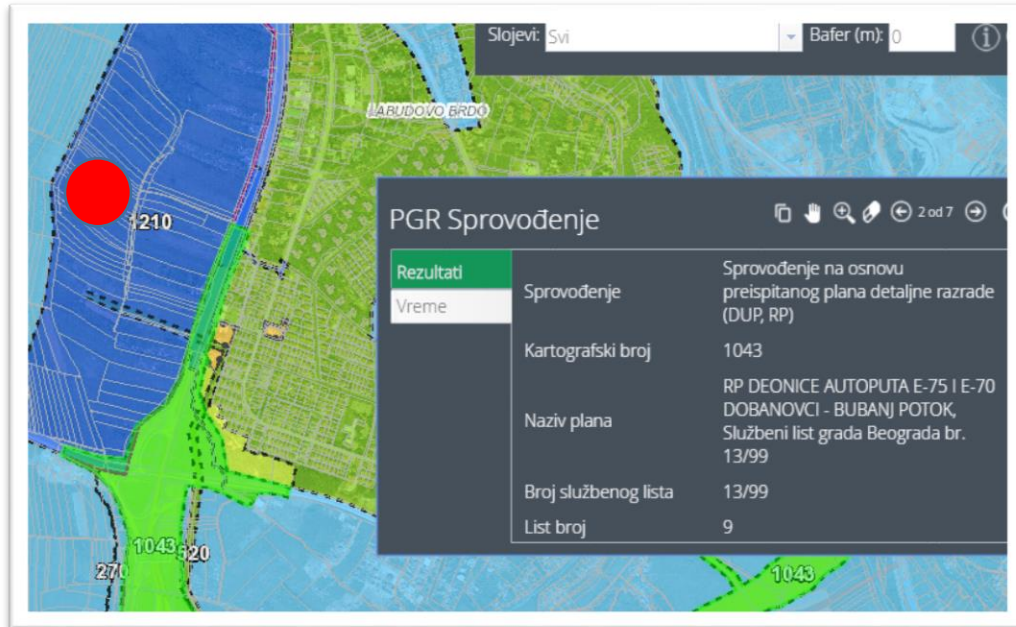 Slojevi: Svi Bafer (m): 0
LABUDOVO BRDO
1210
PGR Sprovođenje 2 od 7
Rezultati
Vreme
Sprovođenje
Sprovođenje na osnovu
preispitanog plana detaljne razrade
(DUP, RP)
Kartografski broj 1043
Naziv plana
RP DEONICE AUTOPUTA E-75 I E-70
DOBANOVCI - BUBANJ POTOK,
Službeni list grada Beograda br.
13/99
Broj službenog lista 13/99
List broj 9
1043
520
270
1043